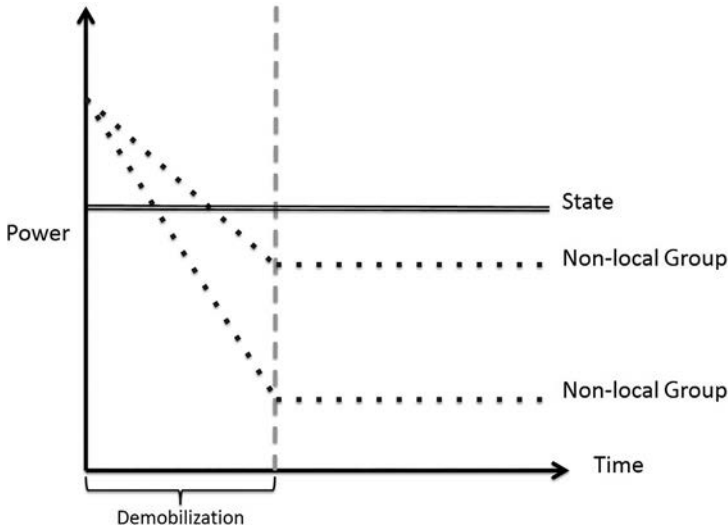 State
Power
Non-local Group
Non-local Group
Time
Demobilization